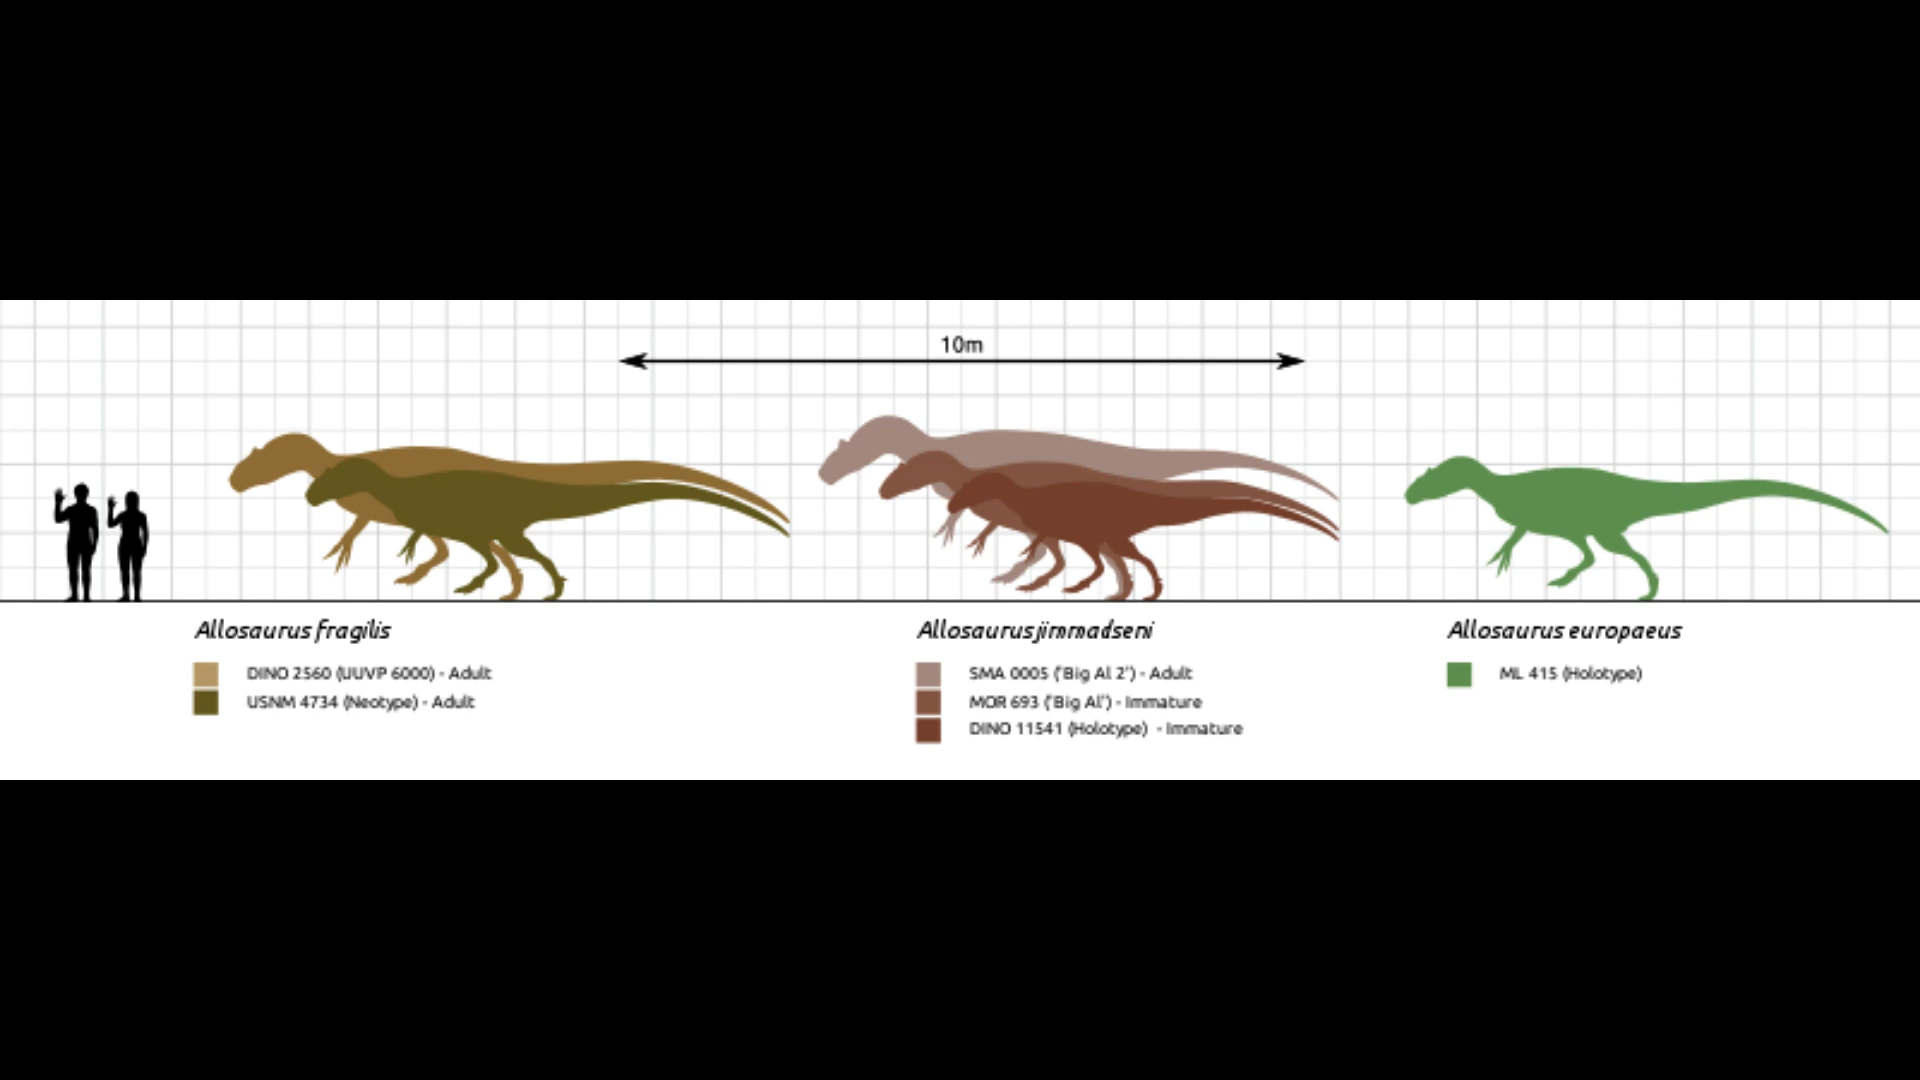 10m
Allosaurus fragilis
DINO 2560 (UUVP 6000) - Adult
USNM 4734 (Neotype) - Adult
Allosaurus jimmadseni
SMA 0005 ('Big Al 2') - Adult
MOR 693 ('Big Al') - Immature
DINO 11541 (Holotype) - Immature
Allosaurus europaeus
ML 415 (Holotype)